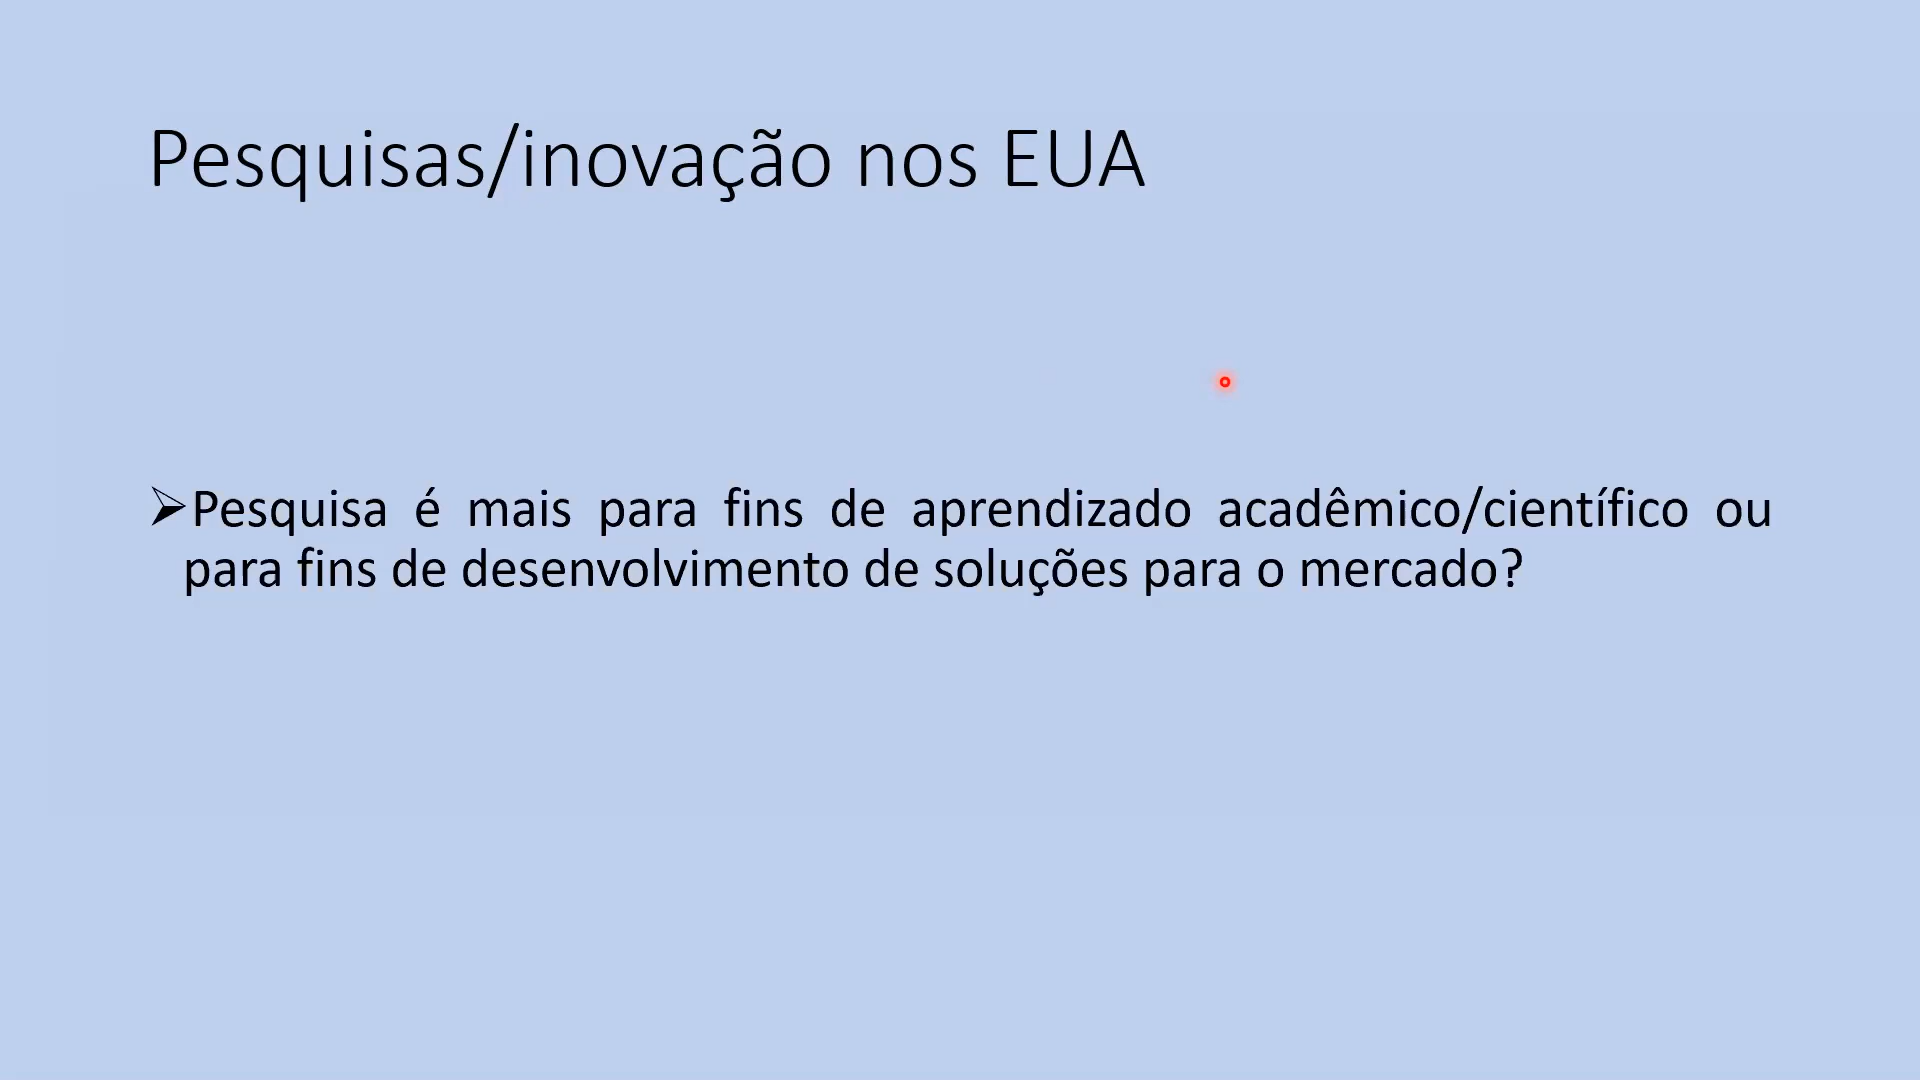 Pesquisas/inovação nos EUA
Pesquisa é mais para fins de aprendizado acadêmico/científico ou
para fins de desenvolvimento de soluções para o mercado?